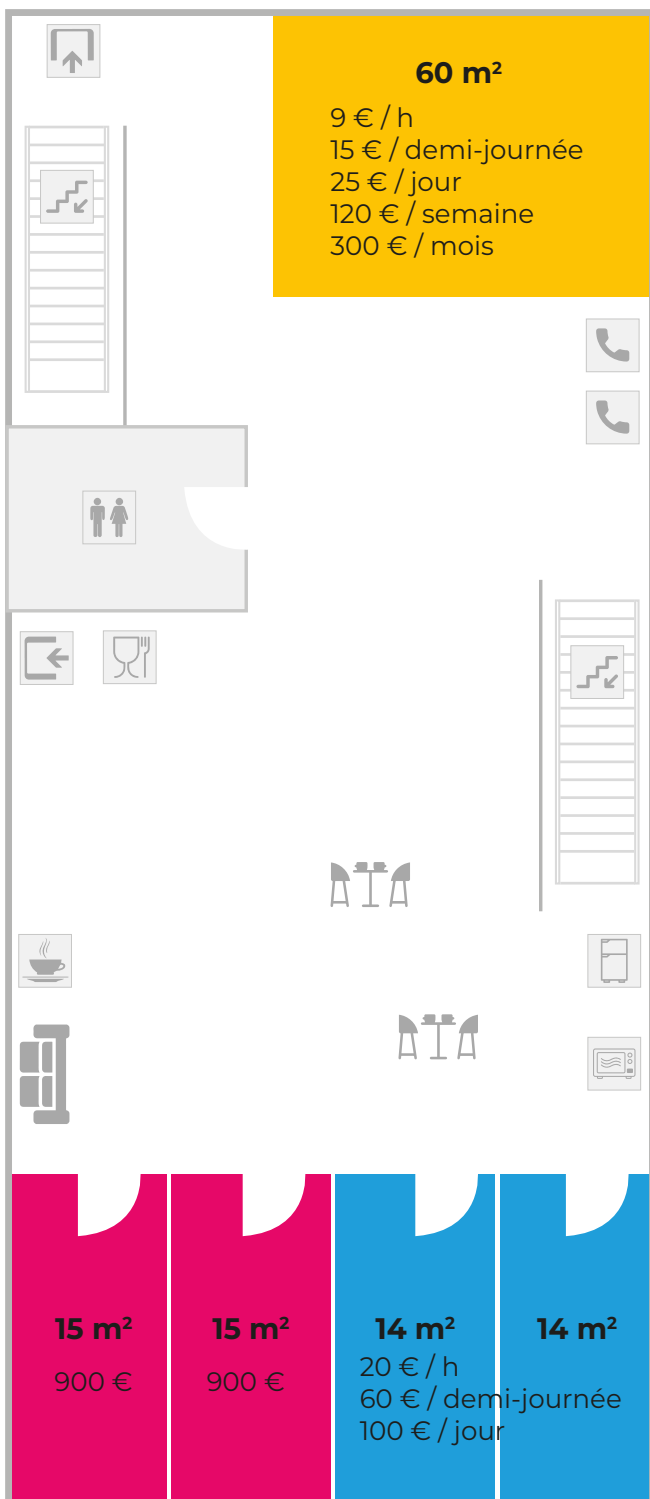 60 m²
9 € / h
15 € / demi-journée
25 € / jour
120 € / semaine
300 € / mois
15 m²
900 €
15 m²
900 €
14 m²
20 € / h
60 € / demi-journée
100 € / jour
14 m²